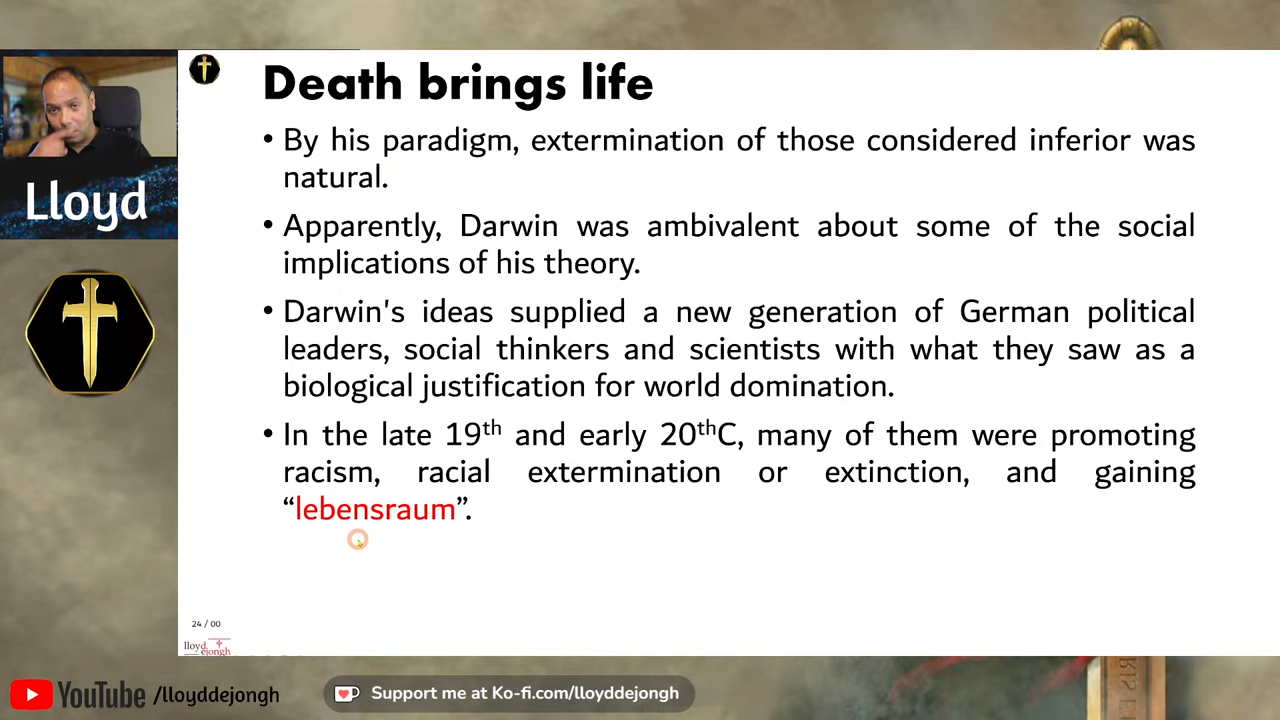 Death brings life
• By his paradigm, extermination of those considered inferior was
natural.
• Apparently, Darwin was ambivalent about some of the social
implications of his theory.
• Darwin's ideas supplied a new generation of German political
leaders, social thinkers and scientists with what they saw as a
biological justification for world domination.
• In the late 19th and early 20thC, many of them were promoting
racism, racial extermination or extinction, and gaining
“lebensraum”.
Lloyd
24 / 00
lloyd
ejongh
YouTube /lloyddejongh
Support me at Ko-fi.com/lloyddejongh